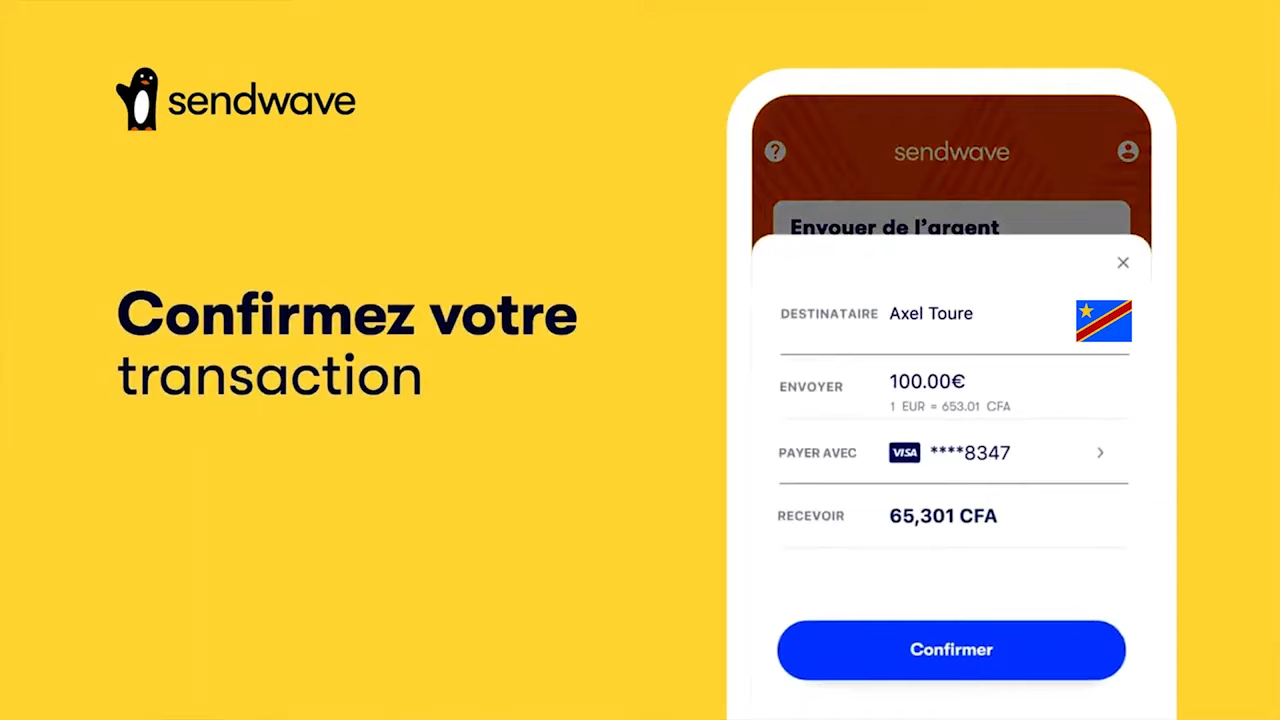 sendwave
Confirmez votre
transaction
?
sendwave
Envoyer de l'argent
DESTINATAIRE Axel Toure
ENVOYER 100.00€
1 EUR = 653.01 CFA
PAYER AVEC VISA ****8347
RECEVOIR 65,301 CFA
Confirmer